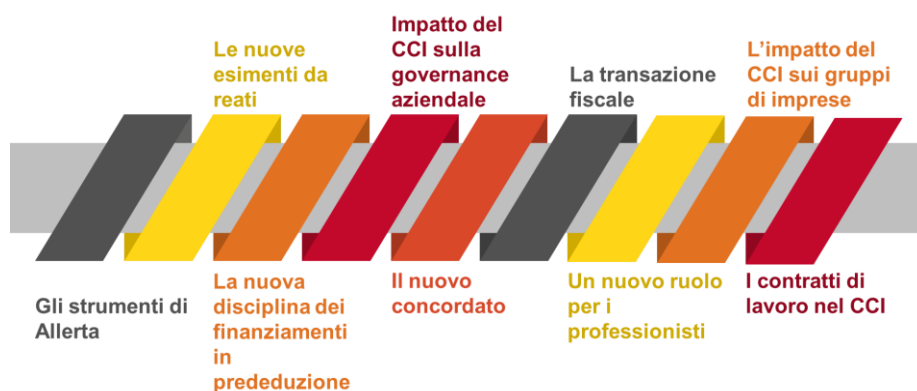 Le nuove
esimenti da
reati
Impatto del
CCI sulla
governance
aziendale
La transazione
fiscale
L’impatto del
CCI sui gruppi
di imprese
Gli strumenti di
Allerta
La nuova
disciplina dei
finanziamenti
in
prededuzione
Il nuovo
concordato
Un nuovo ruolo
per i
professionisti
I contratti di
lavoro nel CCI